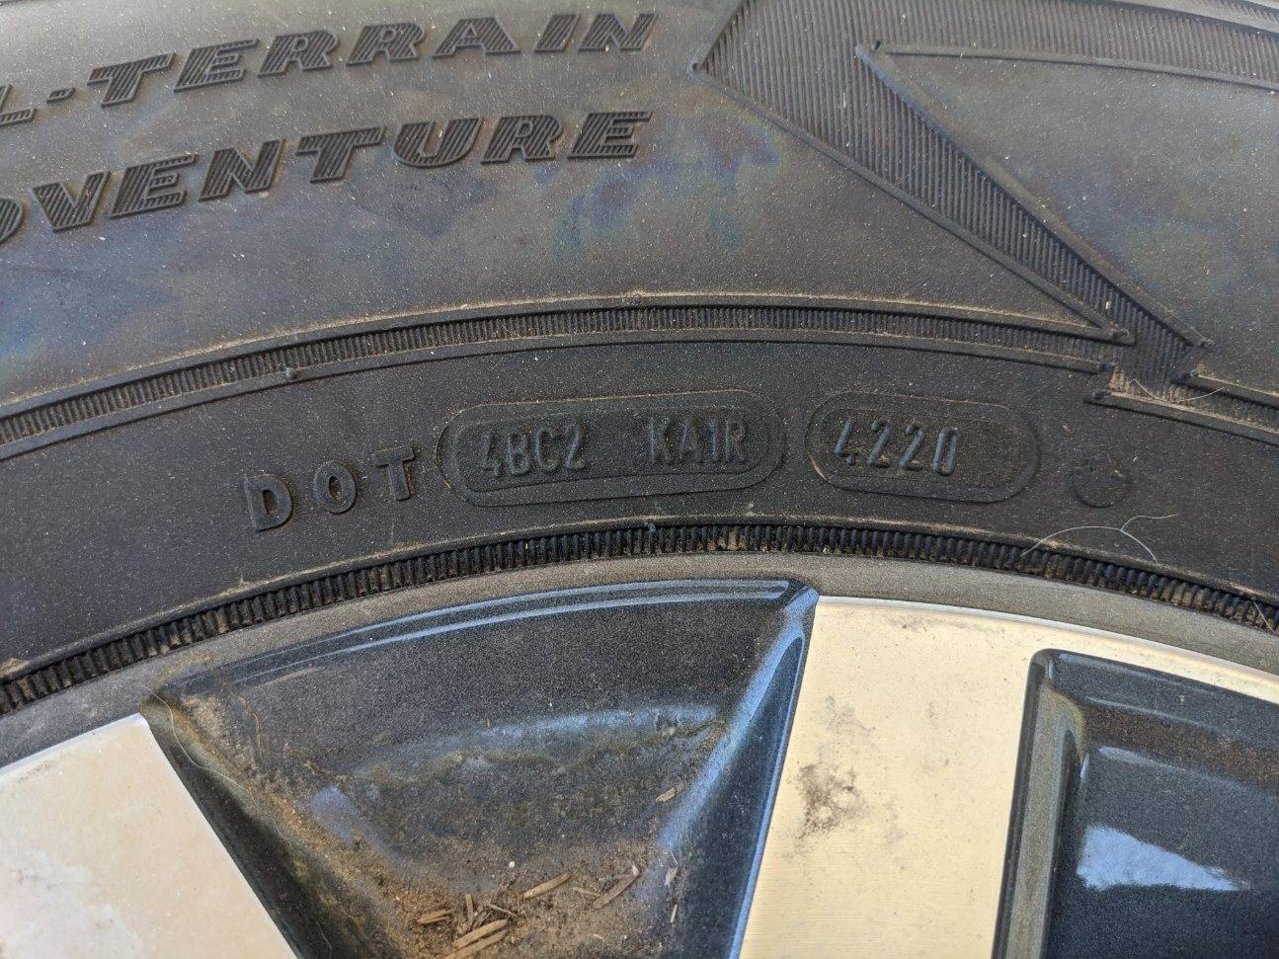 L-TERRAIN
DVENTURE
DOT 4BC2 KA1R 4220